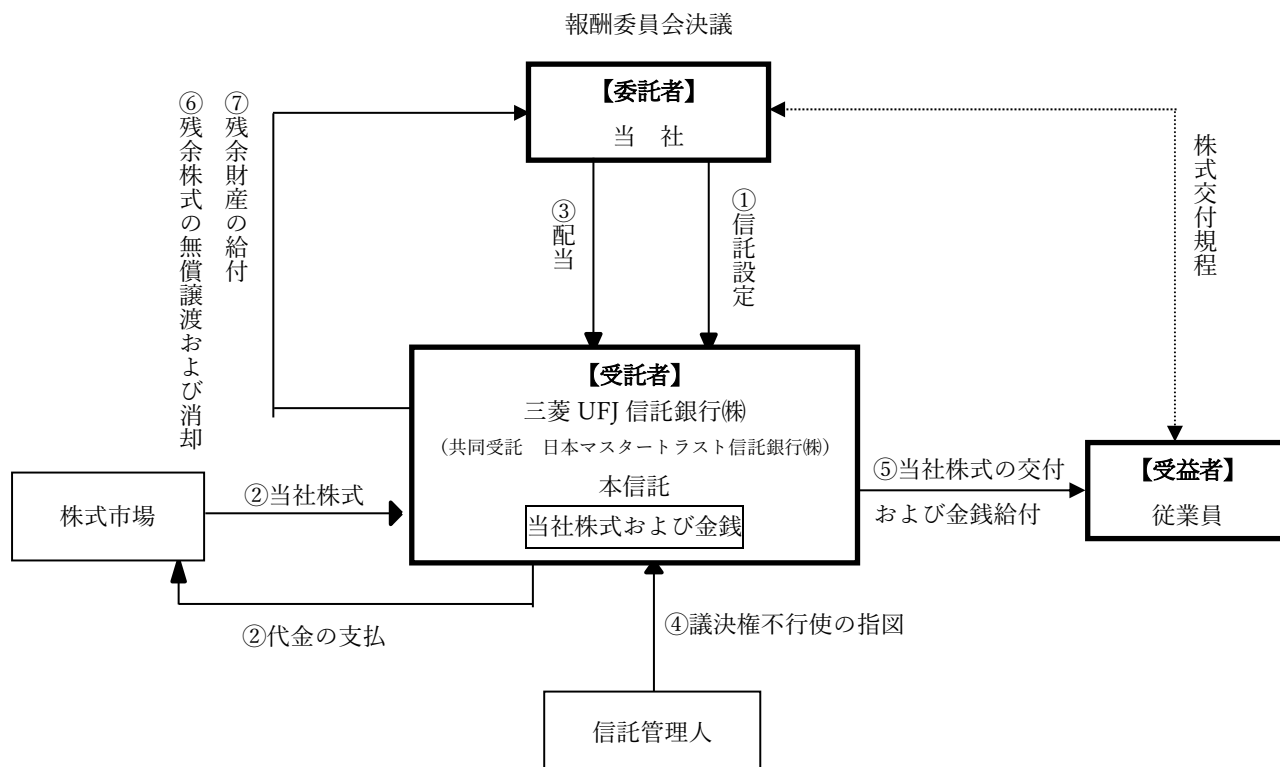 報酬委員会決議
【委託者】
当　社
⑦残余財産の給付
⑥残余株式の無償譲渡および消却
③配当
①信託設定
株式交付規程
【受託者】
三菱 UFJ 信託銀行㈱
（共同受託　日本マスタートラスト信託銀行㈱）
本信託
当社株式および金銭
株式市場
②当社株式
⑤当社株式の交付
および金銭給付
【受益者】
従業員
②代金の支払
④議決権不行使の指図
信託管理人